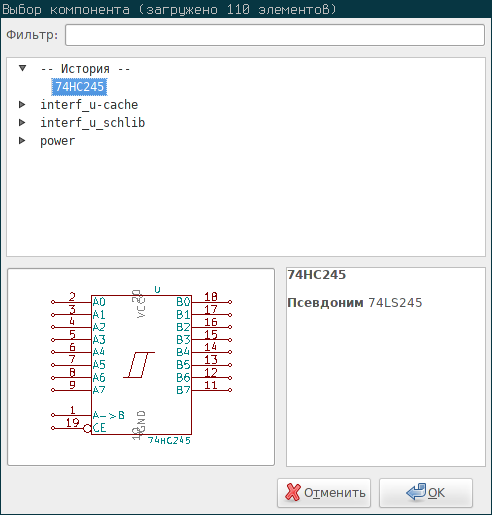 Выбор компонента (загружено 110 элементов)
Фильтр:
-- История --
74HC245
interf_u-cache
interf_u_schlib
power
U
2 A0 VCC 20 B0 18
3 A1 B1 17
4 A2 B2 16
5 A3 B3 15
6 A4 B4 14
7 A5 B5 13
8 A6 B6 12
9 A7 B7 11
1 A->B
19 CE GND 10
74HC245
74HC245
Псевдоним 74LS245
Отменить
OK